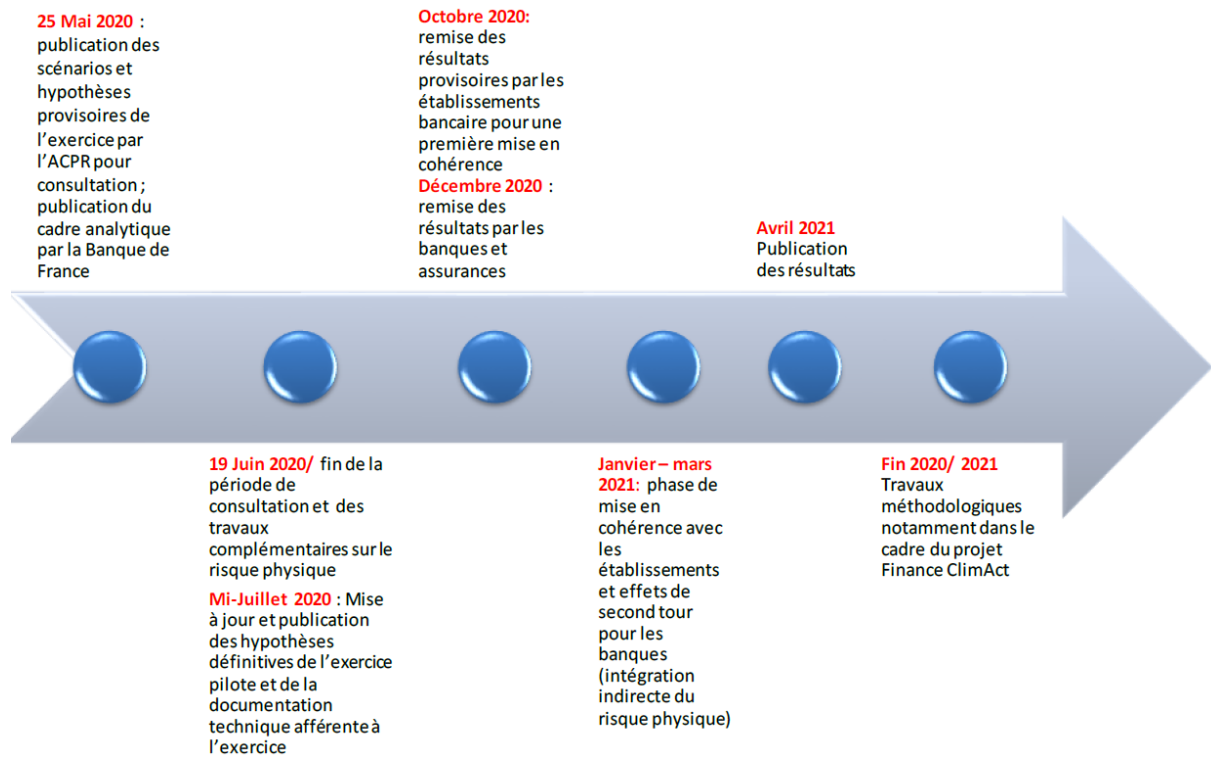 25 Mai 2020 :
publication des
scénarios et
hypothèses
provisoires de
l’exercice par
l’ACPR pour
consultation ;
publication du
cadre analytique
par la Banque de
France
19 Juin 2020/ fin de la
période de
consultation et des
travaux
complémentaires sur le
risque physique
Mi-Juillet 2020 : Mise
à jour et publication
des hypothèses
définitives de l’exercice
pilote et de la
documentation
technique afférente à
l’exercice
Octobre 2020:
remise des
résultats
provisoires par les
établissements
bancaire pour une
première mise en
cohérence
Décembre 2020 :
remise des
résultats par les
banques et
assurances
Janvier – mars
2021: phase de
mise en
cohérence avec
les
établissements
et effets de
second tour
pour les
banques
(intégration
indirecte du
risque physique)
Avril 2021
Publication
des résultats
Fin 2020/ 2021
Travaux
méthodologiques
notamment dans le
cadre du projet
Finance ClimAct